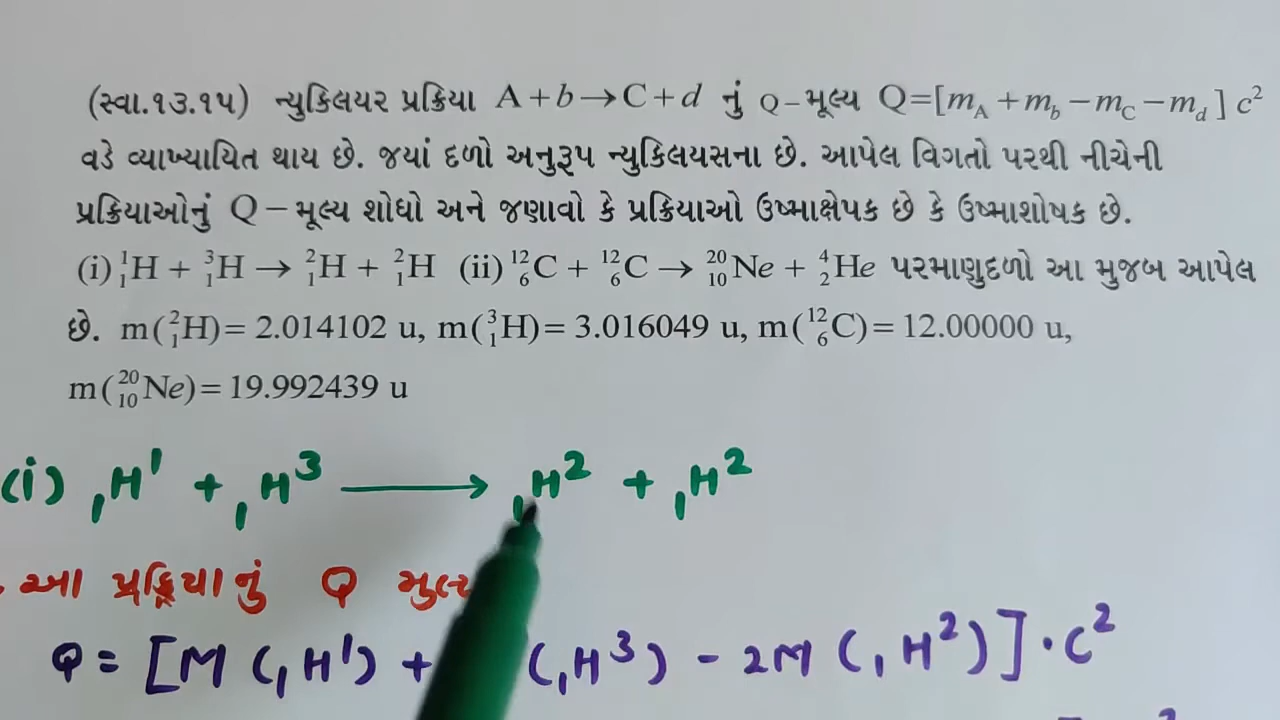 (સ્વા.૧૩.૧૫) ન્યુક્લિયર પ્રક્રિયા A+b→C+d નું Q–મૂલ્ય Q=[m_A+m_b−m_C−m_d] c²
વડે વ્યાખ્યાયિત થાય છે. જયાં દળો અનુરૂપ ન્યુક્લિયસના છે. આપેલ વિગતો પરથી નીચેની
પ્રક્રિયાઓનું Q–મૂલ્ય શોધો અને જણાવો કે પ્રક્રિયાઓ ઉષ્માક્ષેપક છે કે ઉષ્માશોષક છે.
(i) ¹₁H + ³₁H → ²₁H + ²₁H (ii) ¹²₆C + ¹²₆C → ²⁰₁₀Ne + ⁴₂He પરમાણુદળો આ મુજબ આપેલ
છે. m(²₁H)= 2.014102 u, m(³₁H)= 3.016049 u, m(¹²₆C)= 12.00000 u,
m(²⁰₁₀Ne)= 19.992439 u
(i) ₁H¹ + ₁H³ → ₁H² + ₁H²
આ પ્રક્રિયાનું Q
Q = [M(₁H¹) + (₁H³) - 2M(₁H²)]·C²